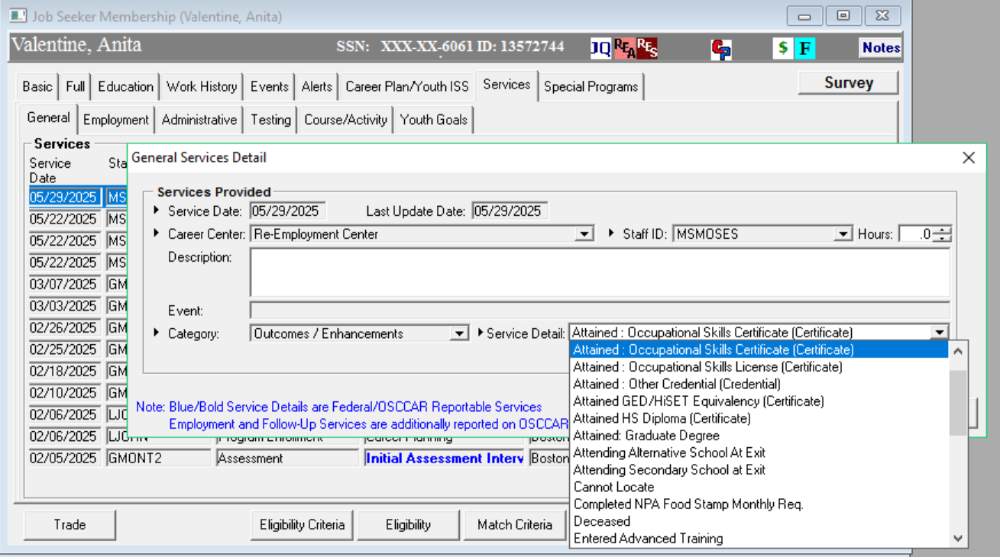 Job Seeker Membership (Valentine, Anita)
Valentine, Anita SSN: XXX-XX-6061 ID: 13572744 JQ REA RES CP $ F Notes
Basic Full Education Work History Events Alerts Career Plan/Youth ISS Services Special Programs Survey
General Employment Administrative Testing Course/Activity Youth Goals
Services
Service Date Sta
General Services Detail
Services Provided
Service Date: 05/29/2025 Last Update Date: 05/29/2025
Career Center: Re-Employment Center Staff ID: MSMOSES Hours: .0
Description:
Event:
Category: Outcomes / Enhancements Service Detail: Attained : Occupational Skills Certificate (Certificate)
Attained : Occupational Skills Certificate (Certificate)
Attained : Occupational Skills License (Certificate)
Attained : Other Credential (Credential)
Attained GED/HiSET Equivalency (Certificate)
Attained HS Diploma (Certificate)
Attained: Graduate Degree
Attending Alternative School At Exit
Attending Secondary School at Exit
Cannot Locate
Completed NPA Food Stamp Monthly Req.
Deceased
Entered Advanced Training
Note: Blue/Bold Service Details are Federal/OSCCAR Reportable Services
Employment and Follow-Up Services are additionally reported on OSCCAR
05/29/2025 MS
05/22/2025 MS
05/22/2025 MS
05/22/2025 MS
03/07/2025 GM
03/03/2025 GM
02/26/2025 GM
02/25/2025 GM
02/18/2025 GM
02/10/2025 GM
02/06/2025 LJO
02/06/2025 LJOHN Program Enrollment Career Planning Boston
02/05/2025 GMONT2 Assessment Initial Assessment Interv Boston
Trade Eligibility Criteria Eligibility Match Criteria